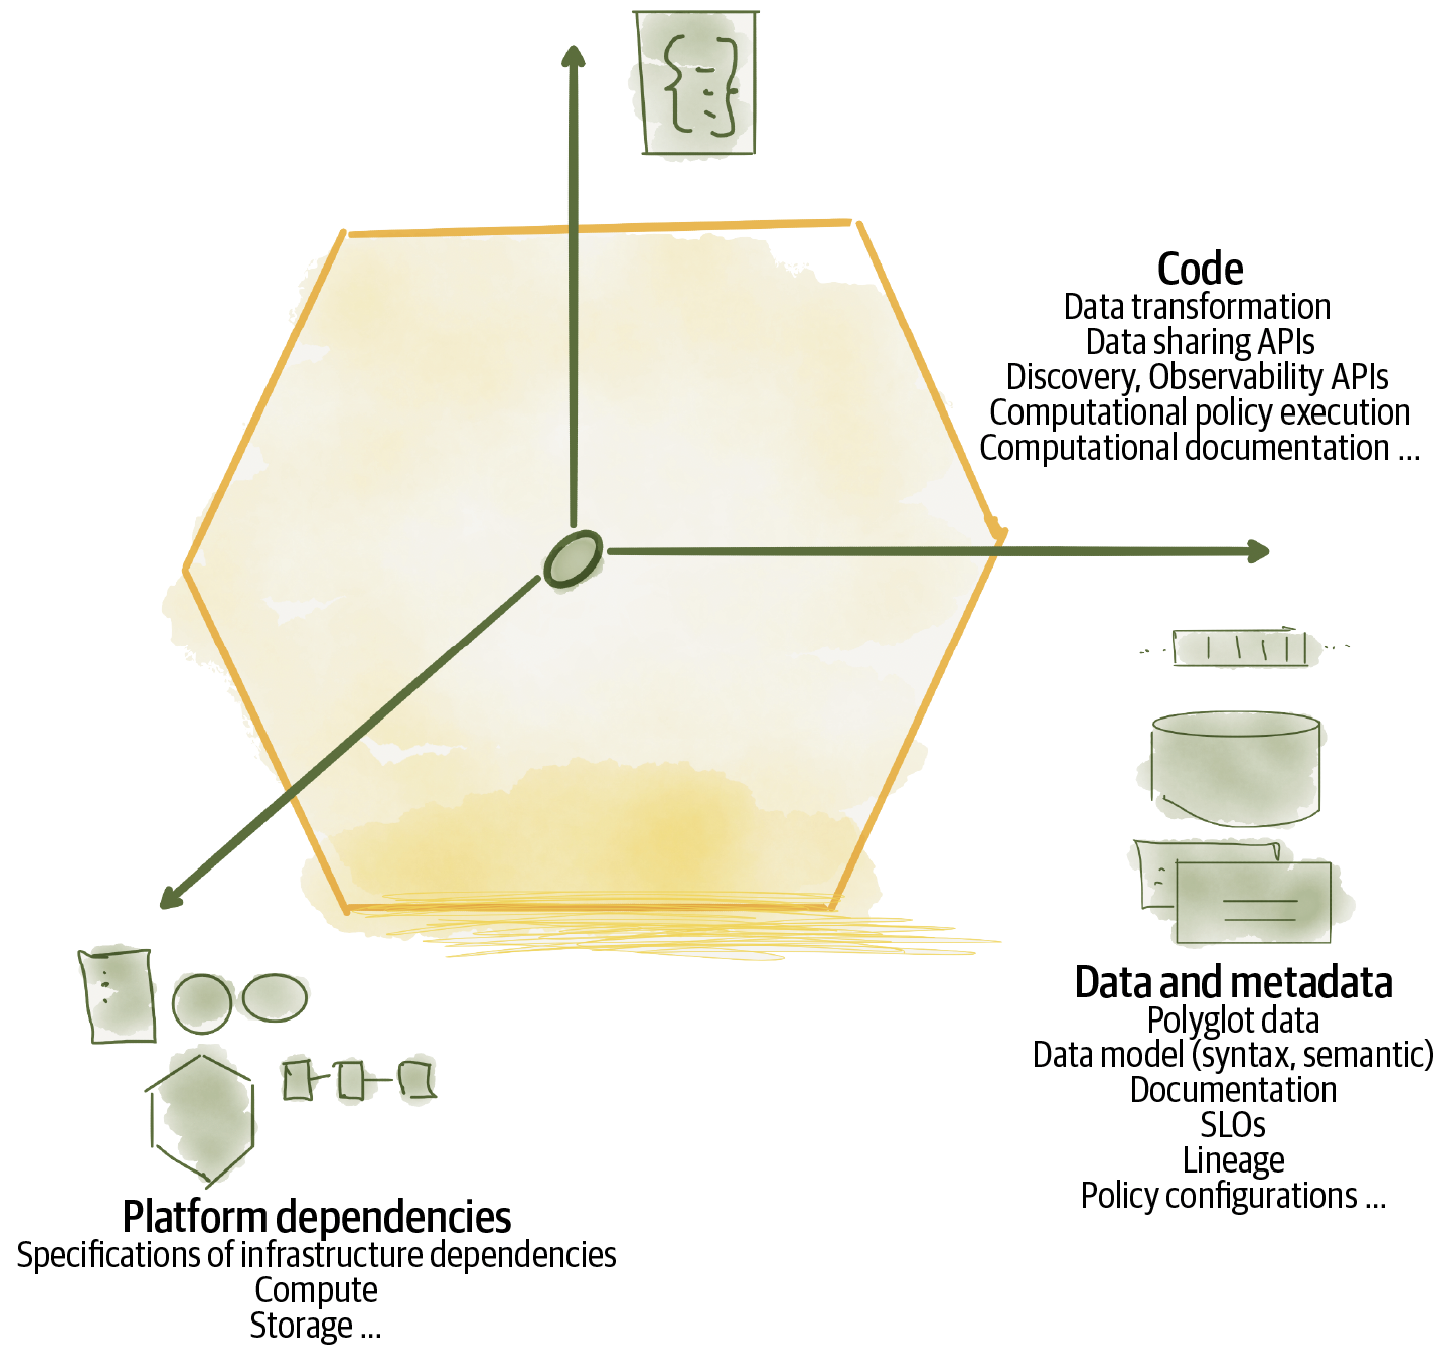 Code
Data transformation
Data sharing APIs
Discovery, Observability APIs
Computational policy execution
Computational documentation ...
Data and metadata
Polyglot data
Data model (syntax, semantic)
Documentation
SLOs
Lineage
Policy configurations ...
Platform dependencies
Specifications of infrastructure dependencies
Compute
Storage ...